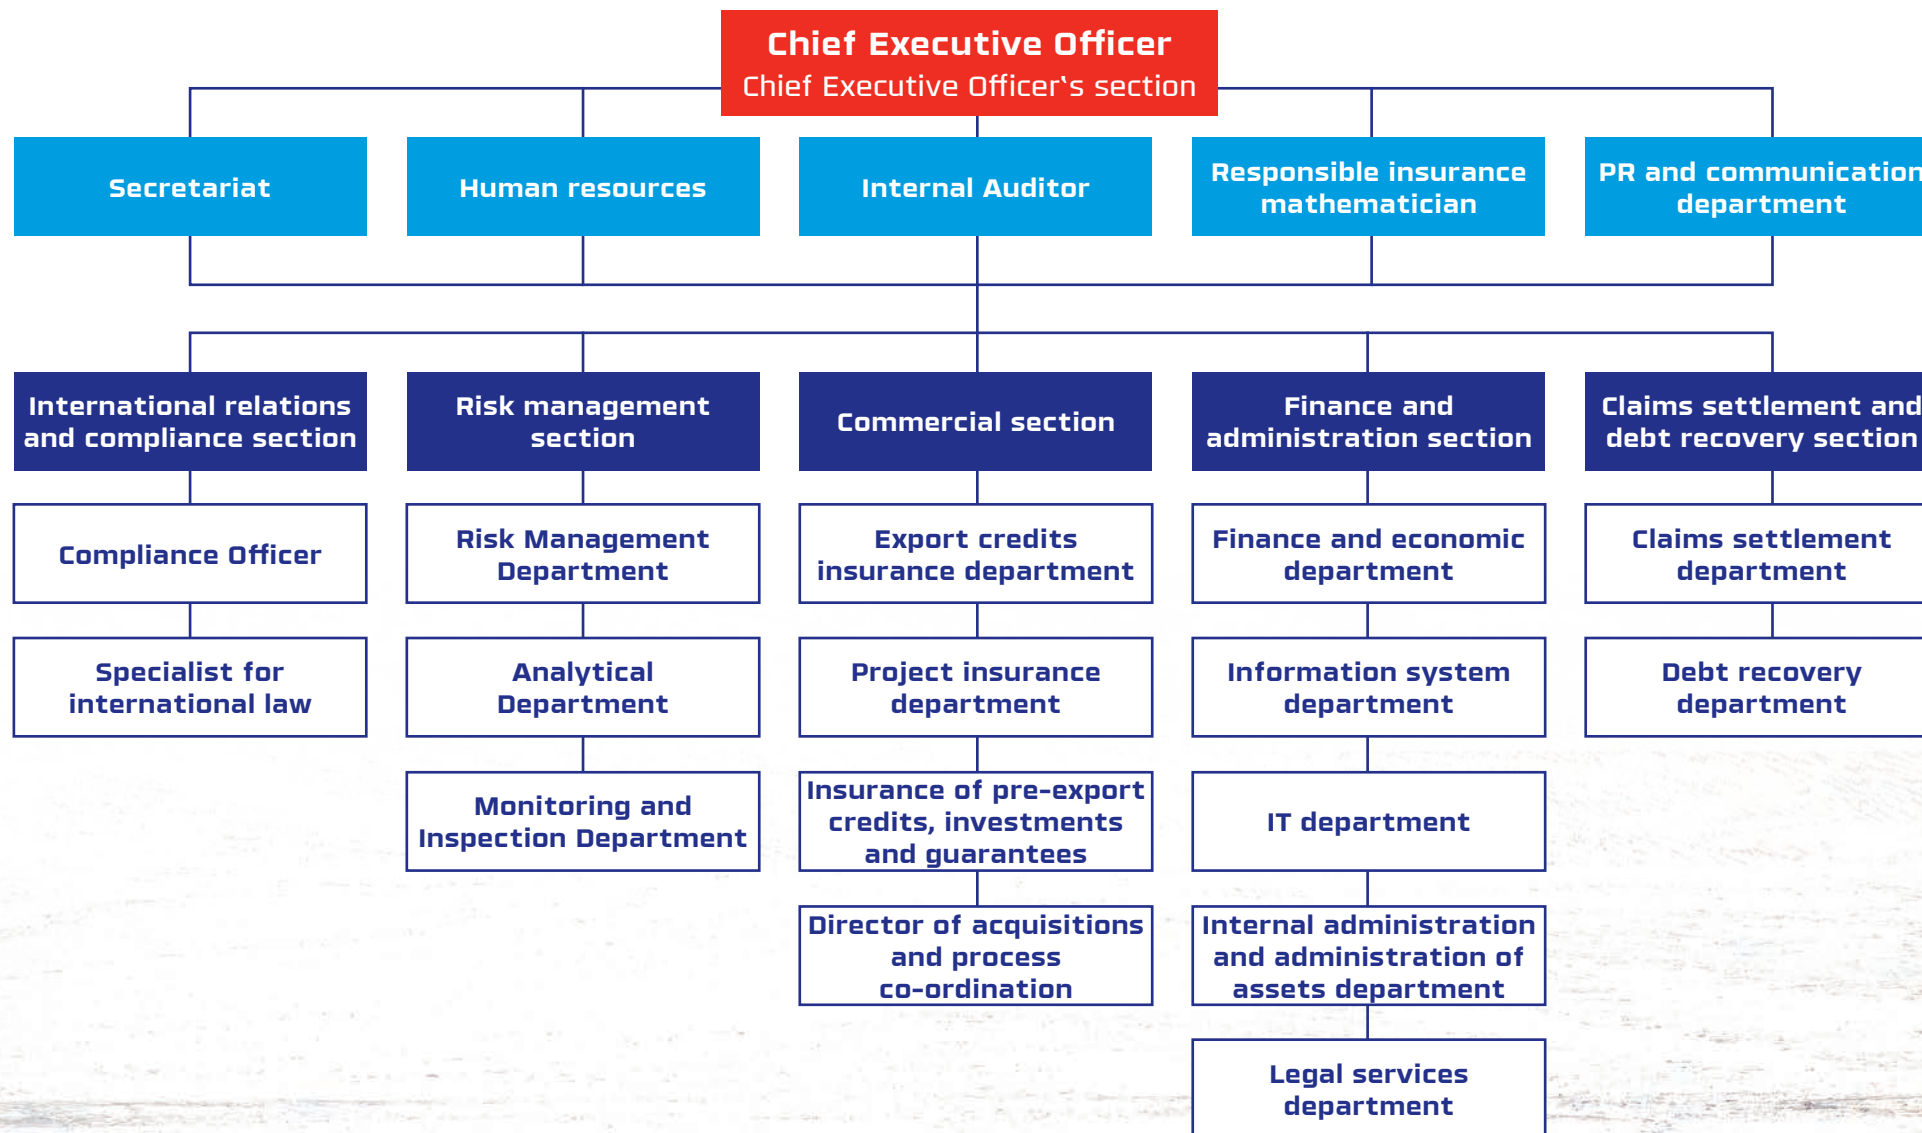 Chief Executive Officer
Chief Executive Officer‘s section
Secretariat
Human resources
Internal Auditor
Responsible insurance
mathematician
PR and communication
department
International relations
and compliance section
Risk management
section
Commercial section
Finance and
administration section
Claims settlement and
debt recovery section
Compliance Officer
Risk Management
Department
Export credits
insurance department
Finance and economic
department
Claims settlement
department
Specialist for
international law
Analytical
Department
Project insurance
department
Information system
department
Debt recovery
department
Monitoring and
Inspection Department
Insurance of pre-export
credits, investments
and guarantees
IT department
Director of acquisitions
and process
co-ordination
Internal administration
and administration of
assets department
Legal services
department